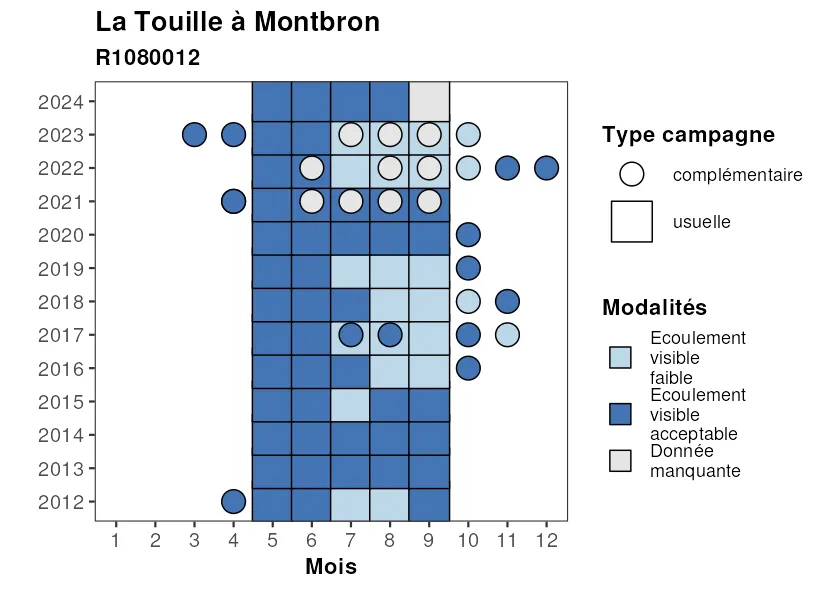 La Touille à Montbron
R1080012
2024
2023
2022
2021
2020
2019
2018
2017
2016
2015
2014
2013
2012
1 2 3 4 5 6 7 8 9 10 11 12
Mois
Type campagne
complémentaire
usuelle
Modalités
Ecoulement
visible
faible
Ecoulement
visible
acceptable
Donnée
manquante